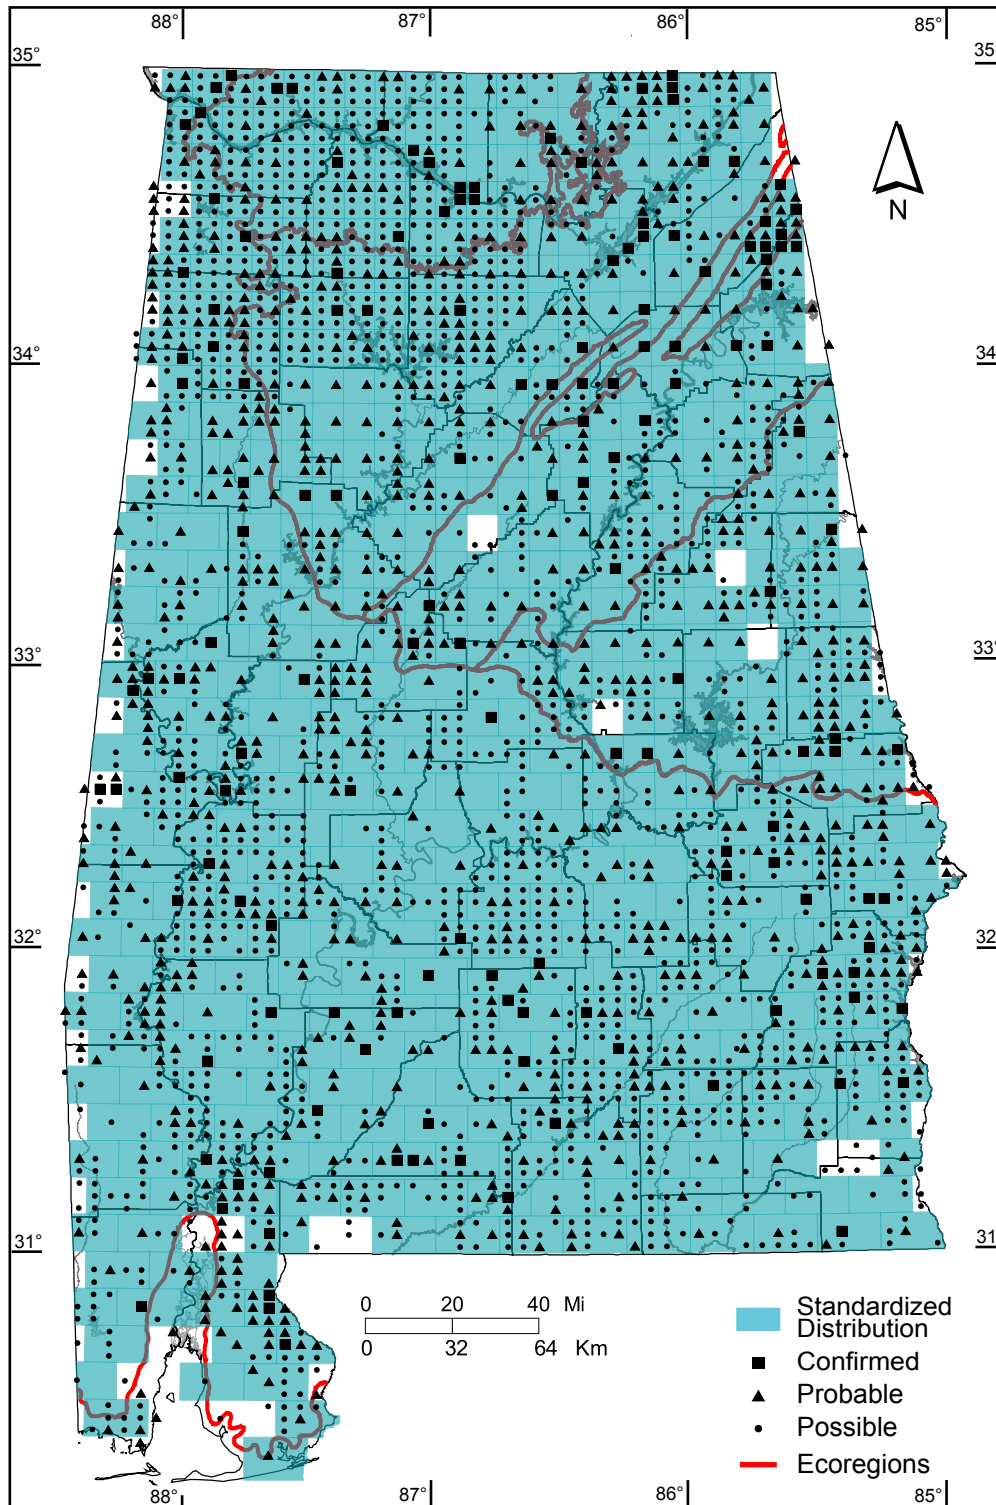 88° 87° 86° 85°
35° 35°
N
34° 34
33° 33°
32° 32
31° 31
0 20 40 Mi
0 32 64 Km
Standardized
Distribution
Confirmed
Probable
Possible
Ecoregions
88° 87° 86° 85°